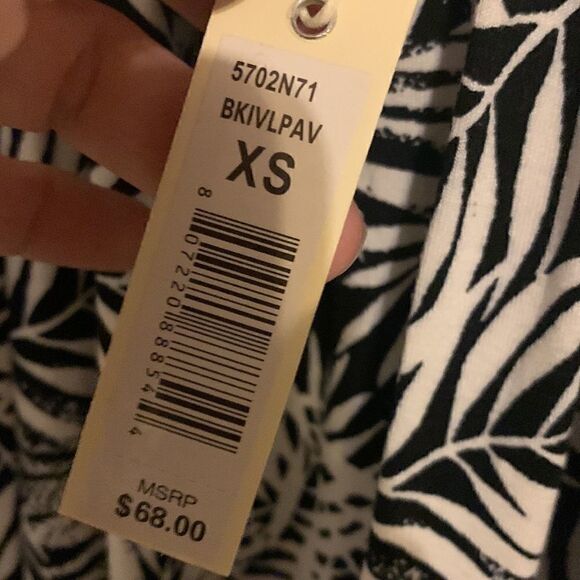 5702N71
BKIVLPAV
XS
8 07220 88854 4
MSRP
$68.00